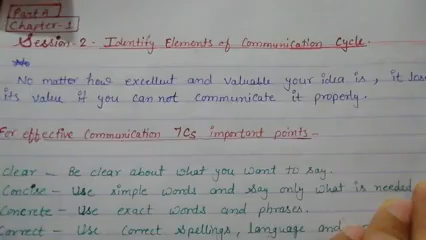 Part A
Chapter-1
Session-2 - Identify Elements of Communication Cycle.
No matter how excellent and valuable your idea is, it
its value if you can not communicate it properly.
For effective Communication 7Cs important points-
Clear - Be clear about what you want to say.
Concise - Use simple words and say only what is needed
Concrete - Use exact words and phrases.
Correct - Use correct spellings, language and